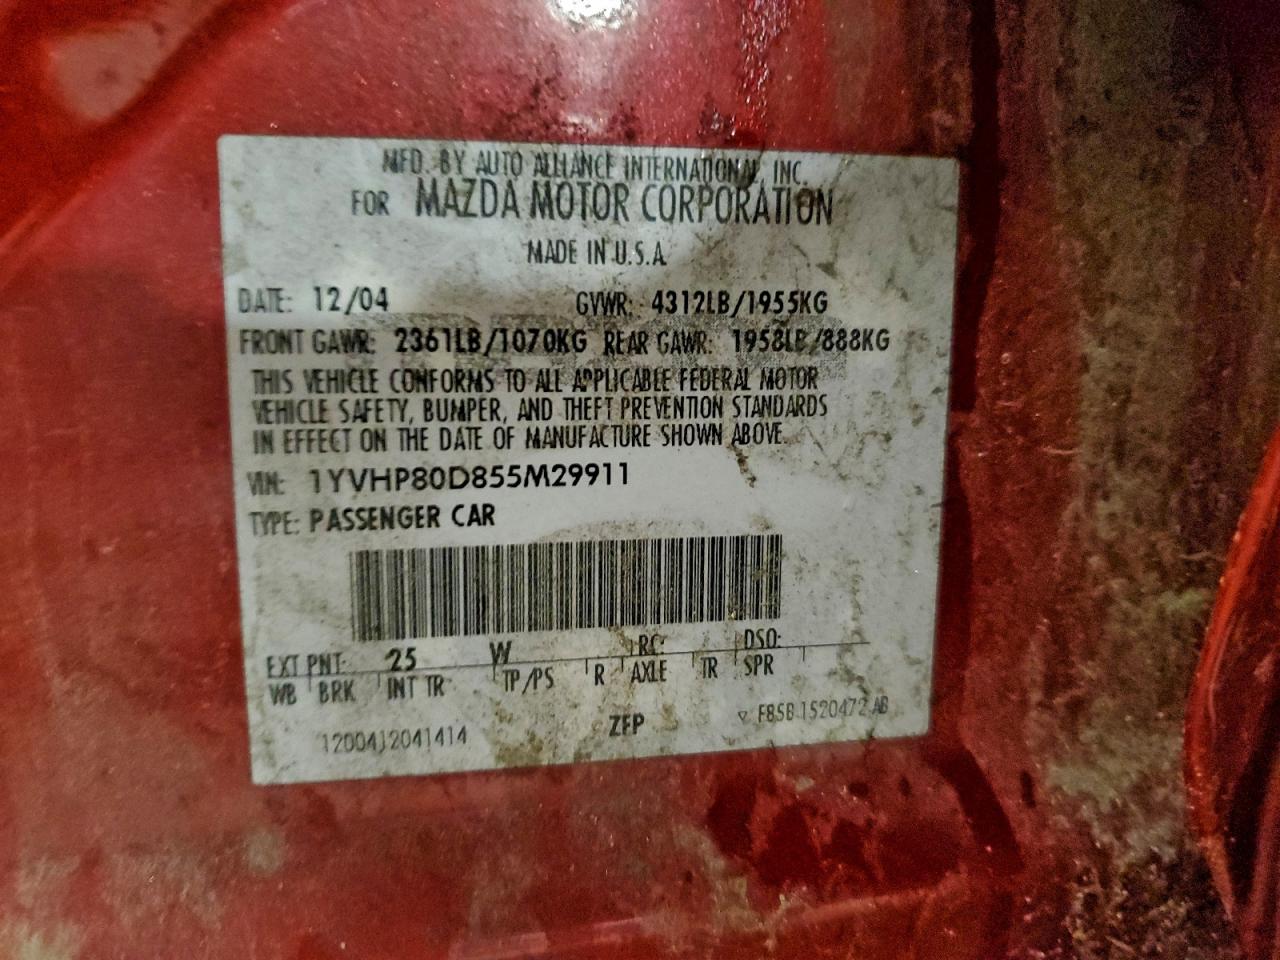 MFD. BY AUTO ALLIANCE INTERNATIONAL, INC.
FOR MAZDA MOTOR CORPORATION
MADE IN U.S.A.
DATE: 12/04 GVWR: 4312LB/1955KG
FRONT GAWR: 2361LB/1070KG REAR GAWR: 1958LB/888KG
THIS VEHICLE CONFORMS TO ALL APPLICABLE FEDERAL MOTOR
VEHICLE SAFETY, BUMPER, AND THEFT PREVENTION STANDARDS
IN EFFECT ON THE DATE OF MANUFACTURE SHOWN ABOVE.
VIN: 1YVHP80D855M29911
TYPE: PASSENGER CAR
EXT PNT: 25 W RC: DSO:
WB BRK INT TR TP/PS R AXLE TR SPR
1200412041414 ZFP F85B 1520472 AB